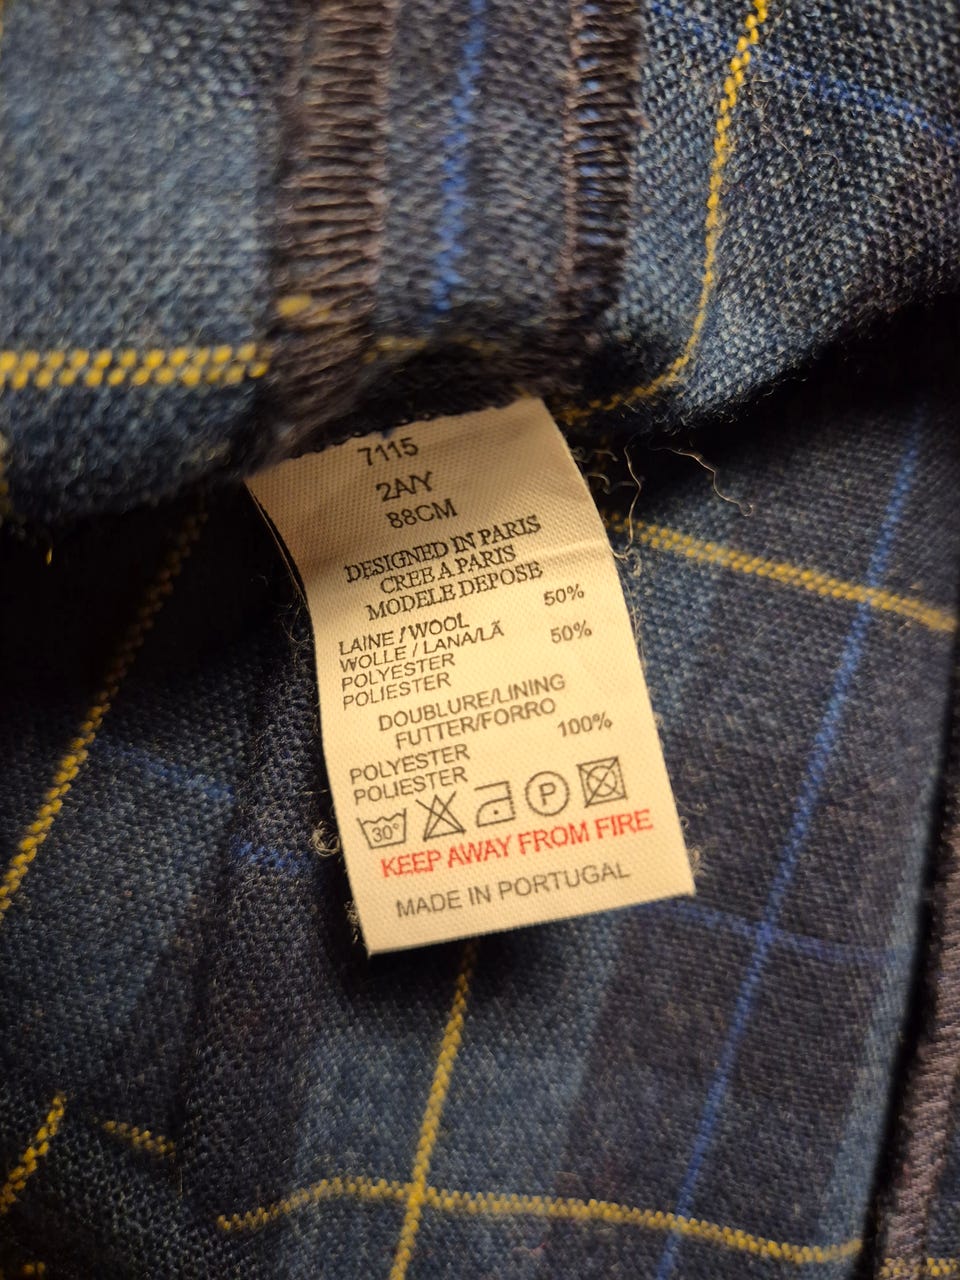 7115
2A/Y
88CM
DESIGNED IN PARIS
CREE A PARIS
MODELE DEPOSE
LAINE / WOOL 50%
WOLLE / LANA/LÃ
POLYESTER 50%
POLIESTER
DOUBLURE/LINING
FUTTER/FORRO
POLYESTER 100%
POLIESTER
30° P
KEEP AWAY FROM FIRE
MADE IN PORTUGAL